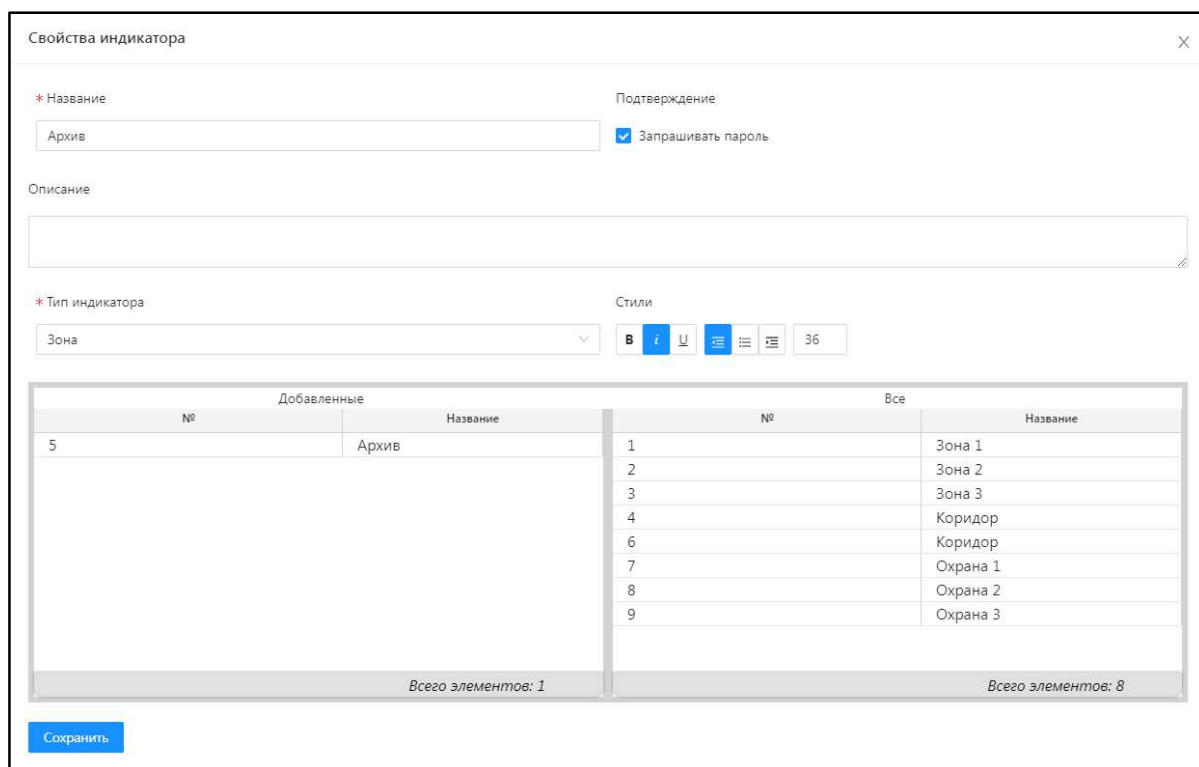 Свойства индикатора
* Название
Подтверждение
Архив
Запрашивать пароль
Описание
* Тип индикатора
Стили
Зона
B i U 36
Добавленные
Все
№ Название
№ Название
5 Архив
1 Зона 1
2 Зона 2
3 Зона 3
4 Коридор
6 Коридор
7 Охрана 1
8 Охрана 2
9 Охрана 3
Всего элементов: 1
Всего элементов: 8
Сохранить